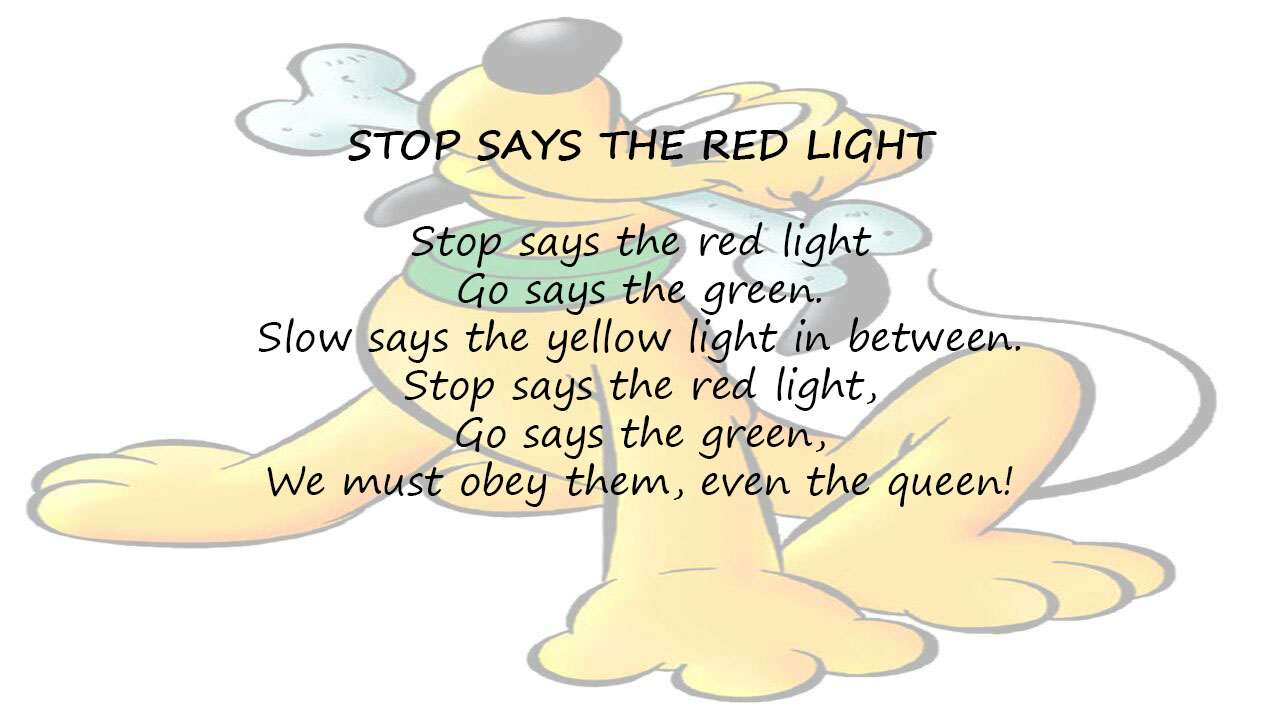 STOP SAYS THE RED LIGHT
Stop says the red light
Go says the green.
Slow says the yellow light in between.
Stop says the red light,
Go says the green,
We must obey them, even the queen!